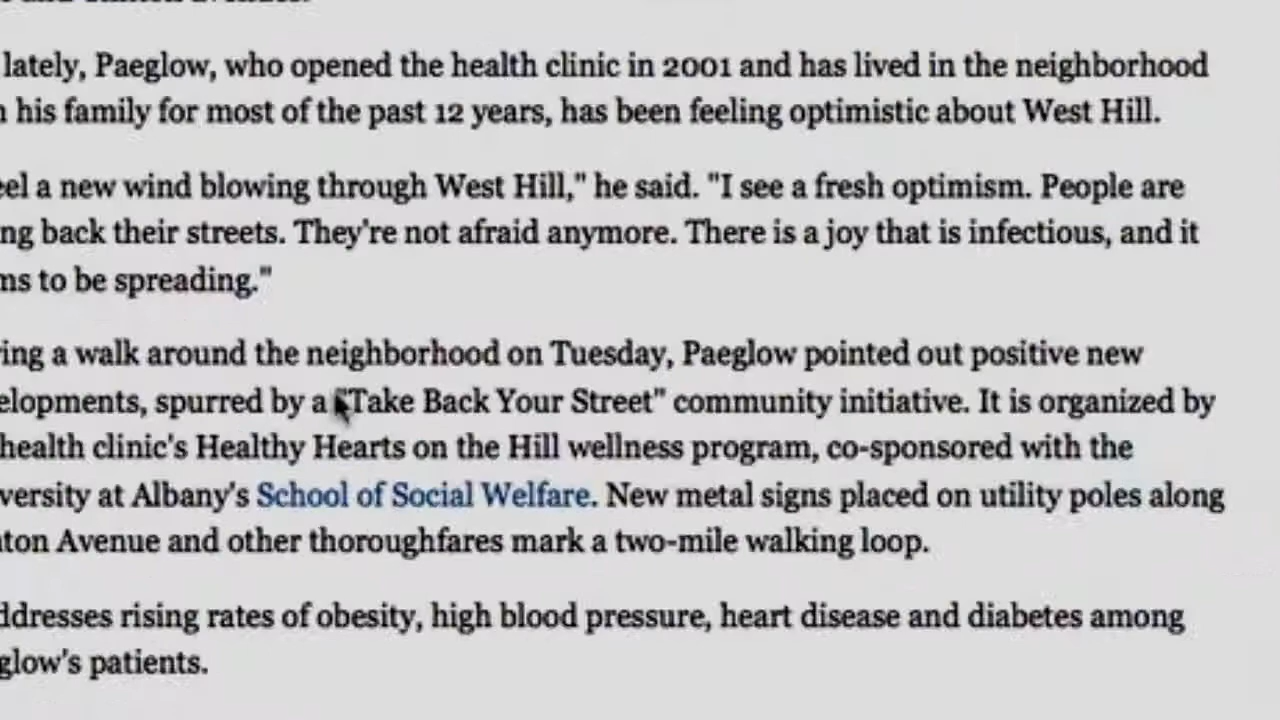 lately, Paeglow, who opened the health clinic in 2001 and has lived in the neighborhood
his family for most of the past 12 years, has been feeling optimistic about West Hill.
eel a new wind blowing through West Hill," he said. "I see a fresh optimism. People are
ng back their streets. They're not afraid anymore. There is a joy that is infectious, and it
ms to be spreading."
ing a walk around the neighborhood on Tuesday, Paeglow pointed out positive new
elopments, spurred by a "Take Back Your Street" community initiative. It is organized by
health clinic's Healthy Hearts on the Hill wellness program, co-sponsored with the
versity at Albany's School of Social Welfare. New metal signs placed on utility poles along
ton Avenue and other thoroughfares mark a two-mile walking loop.
ddresses rising rates of obesity, high blood pressure, heart disease and diabetes among
glow's patients.